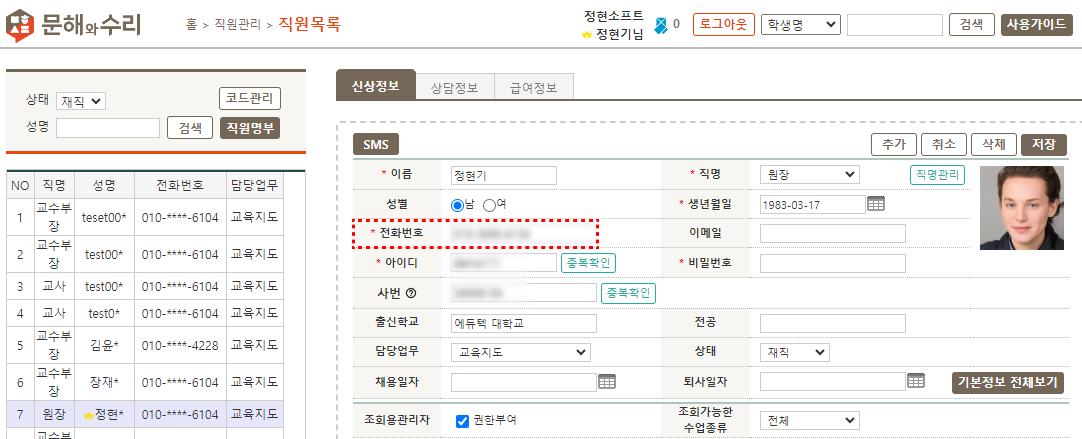 문해와수리
홈 > 직원관리 > 직원목록
정현소프트
정현기님
0
로그아웃
학생명
검색
사용가이드
상태 재직 코드관리
성명 검색 직원명부
NO 직명 성명 전화번호 담당업무
1 교수부장 teset00* 010-****-6104 교육지도
2 교수부장 test00* 010-****-6104 교육지도
3 교사 test00* 010-****-6104 교육지도
4 교사 test0* 010-****-6104 교육지도
5 교수부장 김윤* 010-****-4228 교육지도
6 교수부장 장재* 010-****-6104 교육지도
7 원장 정현* 010-****-6104 교육지도
교수부
신상정보 상담정보 급여정보
SMS 추가 취소 삭제 저장
* 이름 정현기 * 직명 원장 직명관리
성별 남 여 * 생년월일 1983-03-17
* 전화번호 이메일
* 아이디 중복확인 * 비밀번호
사번 ? 중복확인
출신학교 에듀텍 대학교 전공
담당업무 교육지도 상태 재직
채용일자 퇴사일자 기본정보 전체보기
조회용관리자 권한부여 조회가능한 수업종류 전체